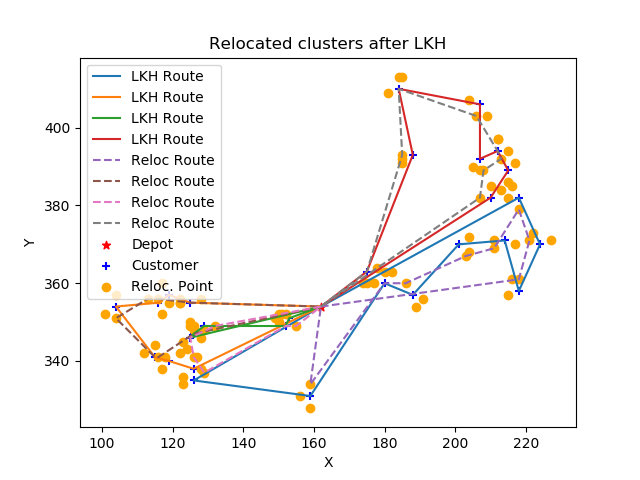 Relocated clusters after LKH
LKH Route
LKH Route
LKH Route
LKH Route
Reloc Route
Reloc Route
Reloc Route
Reloc Route
Depot
Customer
Reloc. Point
Y
400
380
360
340
100 120 140 160 180 200 220
X